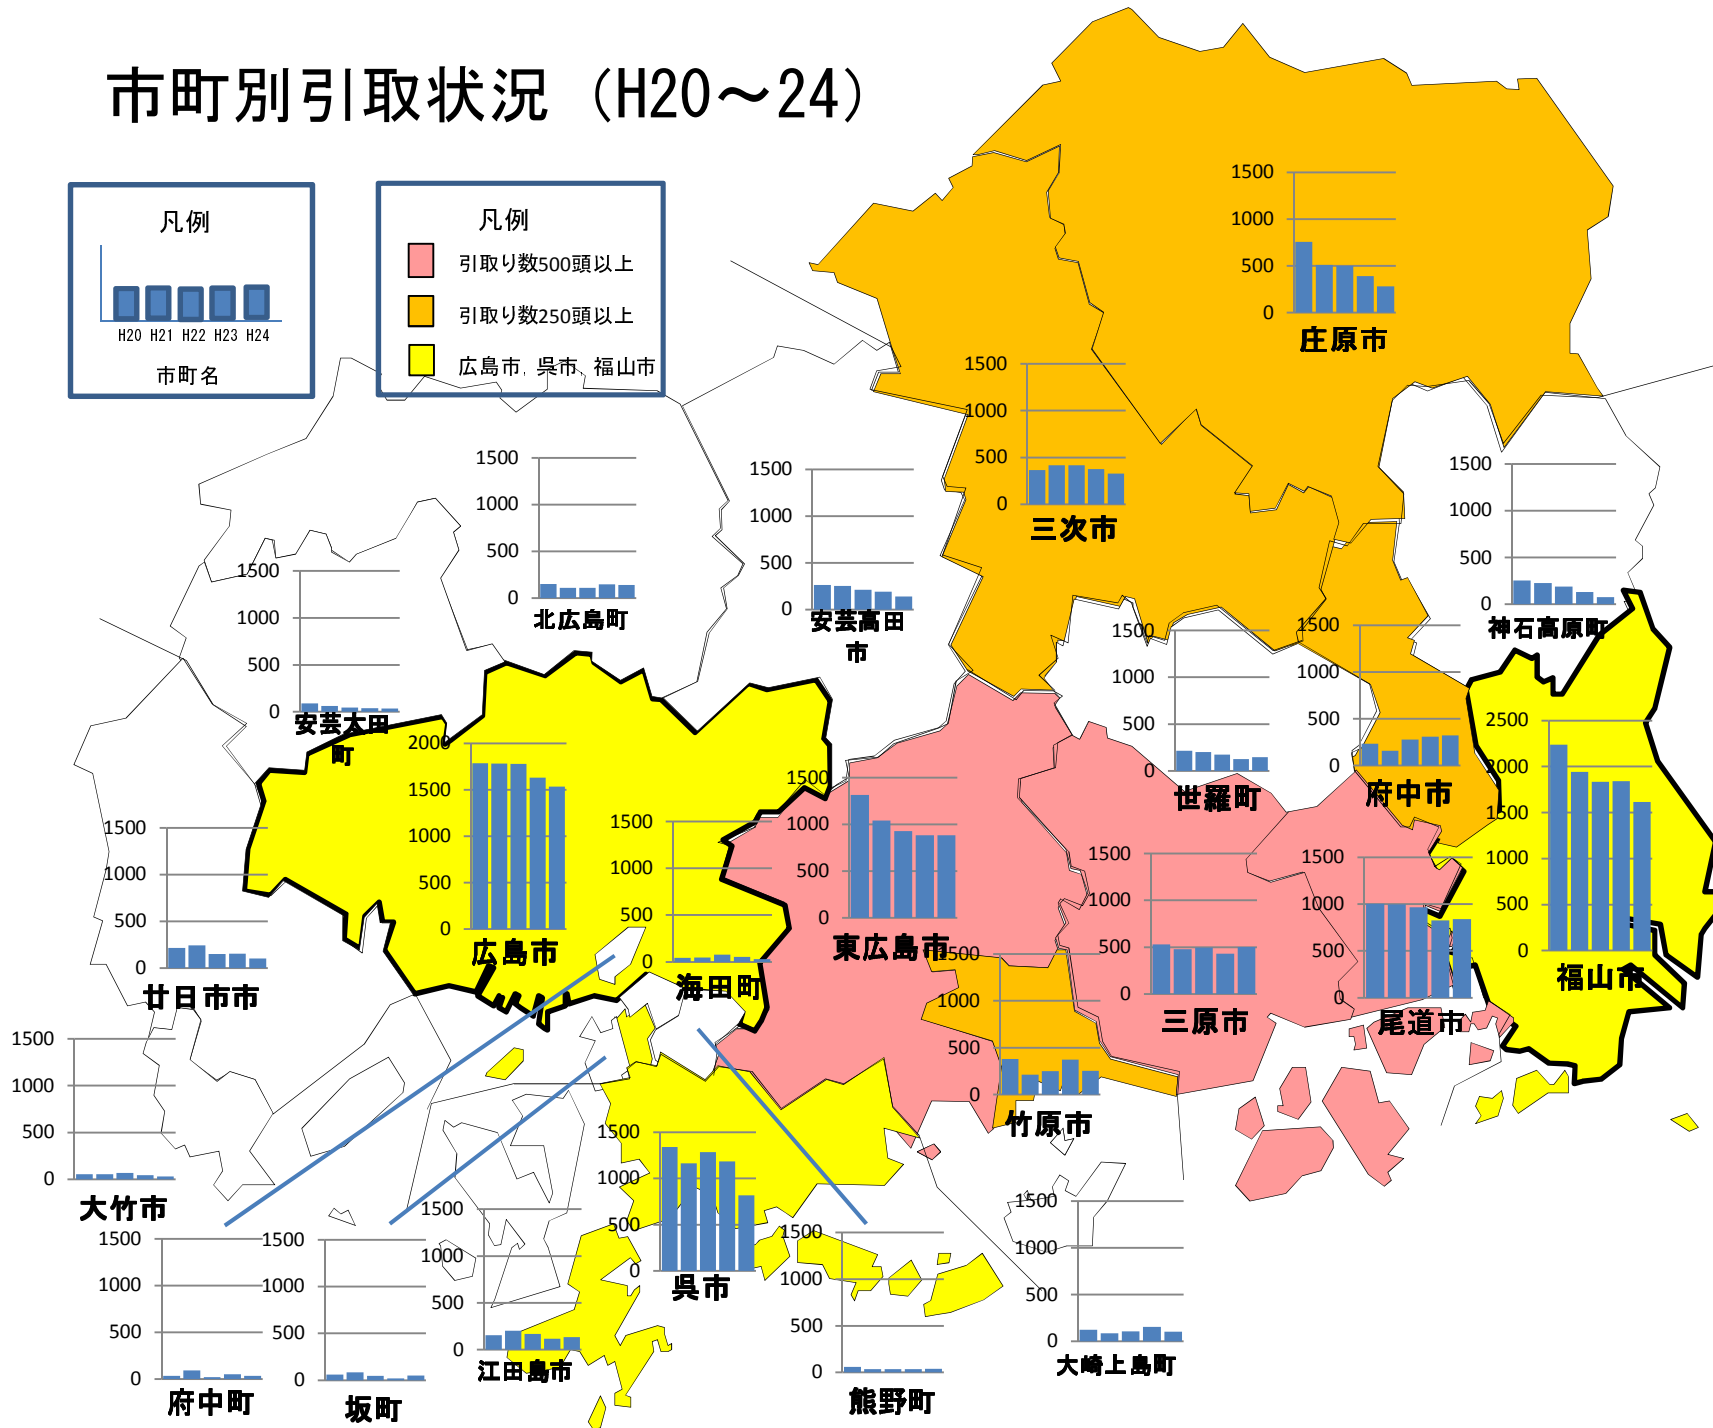 市町別引取状況（H20～24）
凡例
H20 H21 H22 H23 H24
市町名
凡例
引取り数500頭以上
引取り数250頭以上
広島市，呉市，福山市
1500
1000
500
0
庄原市
1500
1000
500
0
三次市
1500
1000
500
0
北広島町
1500
1000
500
0
安芸高田
市
1500
1000
500
0
神石高原町
1500
1000
500
0
安芸太田
町
1500
1000
500
0
世羅町
1500
1000
500
0
府中市
2500
2000
1500
1000
500
0
福山市
2000
1500
1000
500
0
広島市
1500
1000
500
0
海田町
1500
1000
500
0
東広島市
1500
1000
500
0
三原市
1500
1000
500
0
尾道市
1500
1000
500
0
廿日市市
1500
1000
500
0
竹原市
1500
1000
500
0
大竹市
1500
1000
500
0
呉市
1500
1000
500
0
府中町
1500
1000
500
0
坂町
1500
1000
500
0
江田島市
1500
1000
500
0
熊野町
1500
1000
500
0
大崎上島町